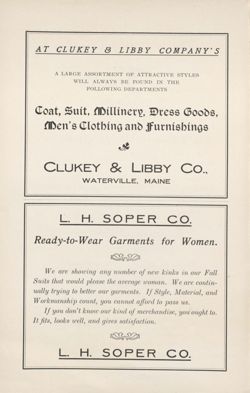 AT CLUKEY & LIBBY COMPANY'S
A LARGE ASSORTMENT OF ATTRACTIVE STYLES
WILL ALWAYS BE FOUND IN THE
FOLLOWING DEPARTMENTS
Coat, Suit, Millinery, Dress Goods,
Men's Clothing and Furnishings
CLUKEY & LIBBY CO.,
WATERVILLE, MAINE
L. H. SOPER CO.
Ready-to-Wear Garments for Women.
We are showing any number of new kinks in our Fall
Suits that would please the average woman. We are contin-
ually trying to better our garments. If Style, Material, and
Workmanship count, you cannot afford to pass us.
If you don't know our kind of merchandise, you ought to.
It fits, looks well, and gives satisfaction.
L. H. SOPER CO.